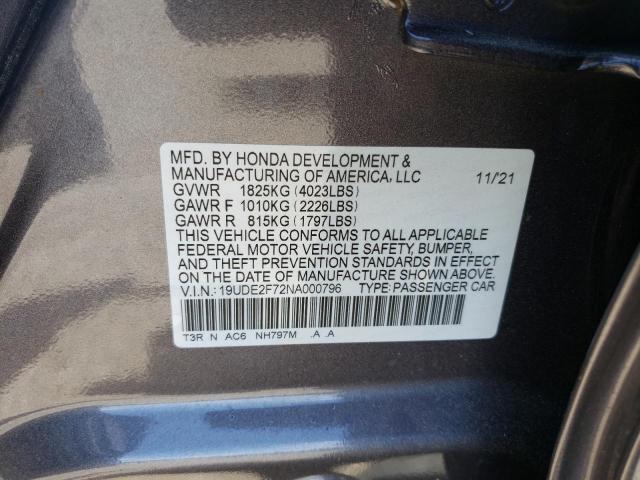 MFD. BY HONDA DEVELOPMENT &
MANUFACTURING OF AMERICA, LLC 11/'21
GVWR 1825KG (4023LBS)
GAWR F 1010KG (2226LBS)
GAWR R 815KG (1797LBS)
THIS VEHICLE CONFORMS TO ALL APPLICABLE
FEDERAL MOTOR VEHICLE SAFETY, BUMPER,
AND THEFT PREVENTION STANDARDS IN EFFECT
ON THE DATE OF MANUFACTURE SHOWN ABOVE.
V.I.N.: 19UDE2F72NA000796 TYPE: PASSENGER CAR
T3R N AC6 NH797M .A .A